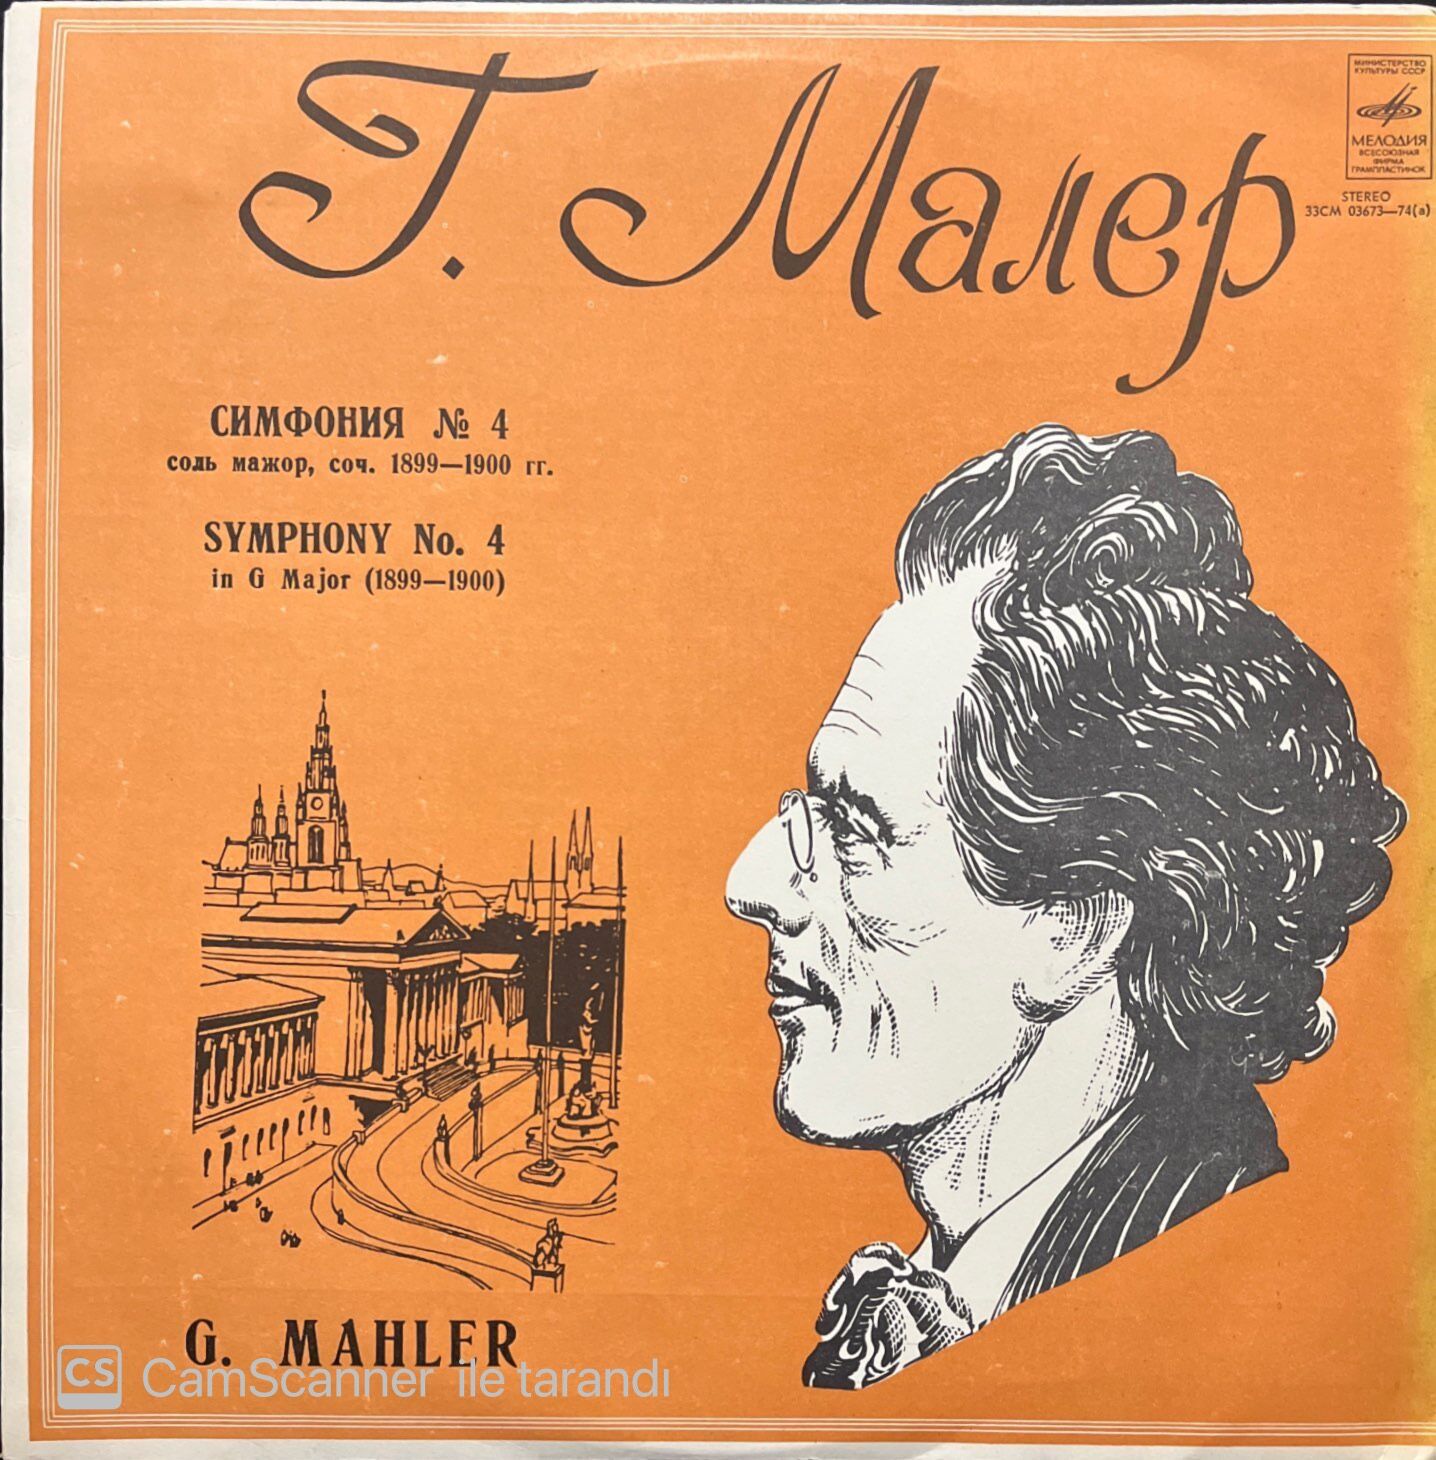 Г. Малер
МИНИСТЕРСТВО
КУЛЬТУРЫ СССР
МЕЛОДИЯ
ВСЕСОЮЗНАЯ
ФИРМА
ГРАМПЛАСТИНОК
STEREO
33СМ 03673—74(а)
СИМФОНИЯ № 4
соль мажор, соч. 1899—1900 гг.
SYMPHONY No. 4
in G Major (1899—1900)
G. MAHLER
CS CamScanner ile tarandı